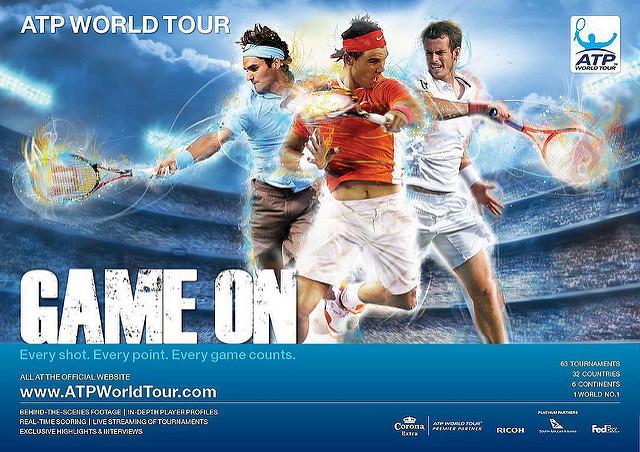 ATP WORLD TOUR
ATP
WORLD TOUR
GAME ON
Every shot. Every point. Every game counts.
ALL AT THE OFFICIAL WEBSITE
www.ATPWorldTour.com
BEHIND-THE-SCENES FOOTAGE | IN-DEPTH PLAYER PROFILES
REAL-TIME SCORING | LIVE STREAMING OF TOURNAMENTS
EXCLUSIVE HIGHLIGHTS & INTERVIEWS
63 TOURNAMENTS
32 COUNTRIES
6 CONTINENTS
1 WORLD NO.1
Corona
Extra
ATP WORLD TOUR
PREMIER PARTNER
RICOH
PLATINUM PARTNERS
SOUTH AFRICAN AIRWAYS
FedEx